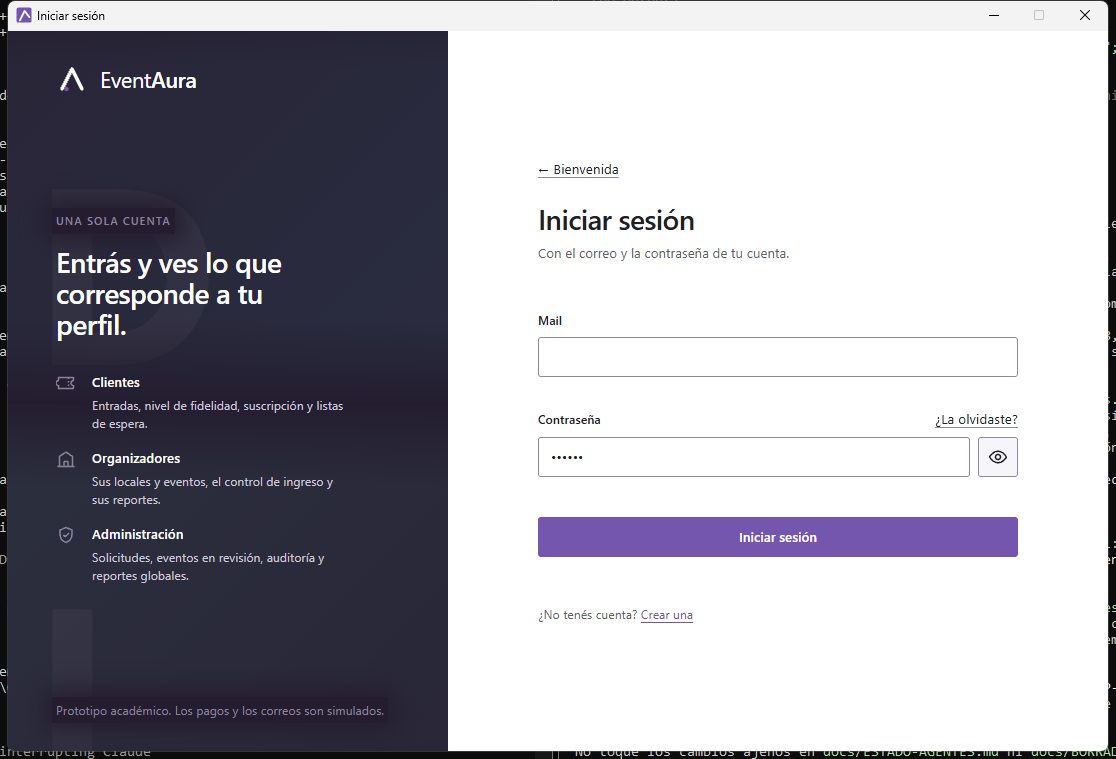 Iniciar sesión
EventAura
UNA SOLA CUENTA
Entrás y ves lo que
corresponde a tu
perfil.
Clientes
Entradas, nivel de fidelidad, suscripción y listas
de espera.
Organizadores
Sus locales y eventos, el control de ingreso y
sus reportes.
Administración
Solicitudes, eventos en revisión, auditoría y
reportes globales.
Prototipo académico. Los pagos y los correos son simulados.
← Bienvenida
Iniciar sesión
Con el correo y la contraseña de tu cuenta.
Mail
Contraseña
¿La olvidaste?
••••••
Iniciar sesión
¿No tenés cuenta? Crear una